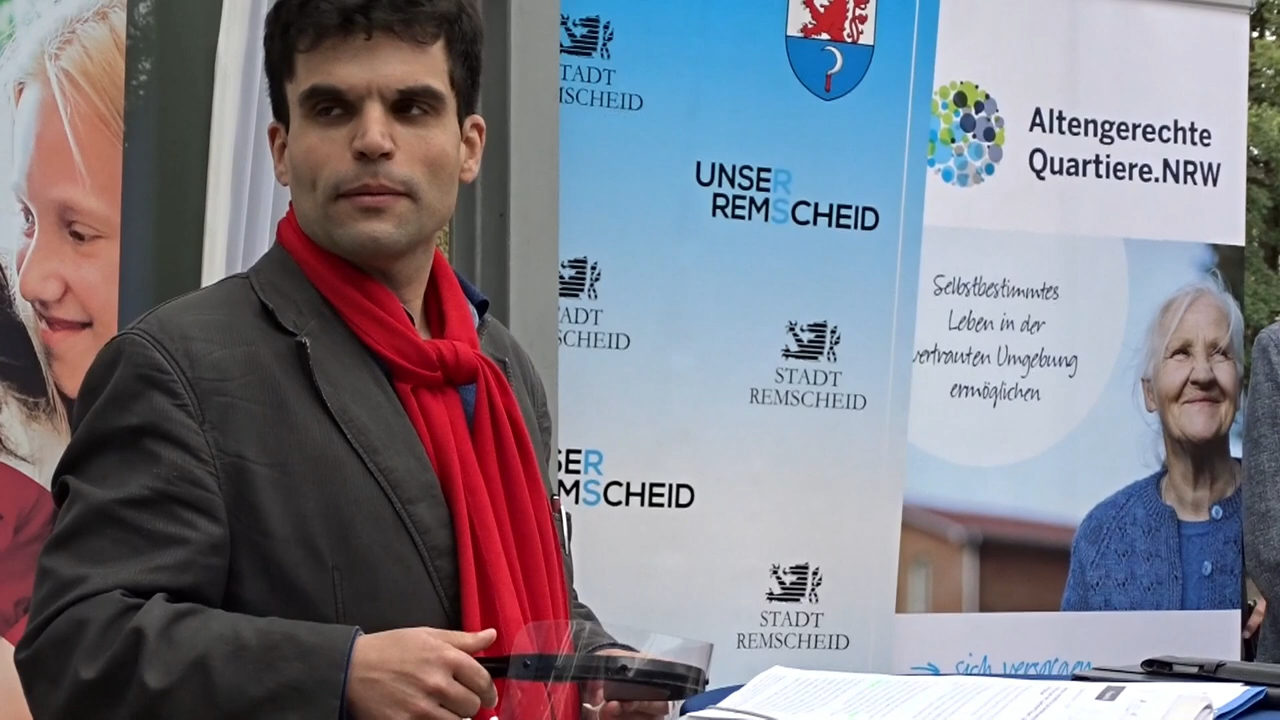 STADT
REMSCHEID
UNSER
REMSCHEID
STADT
REMSCHEID
STADT
REMSCHEID
UNSER
REMSCHEID
STADT
REMSCHEID
Altengerechte
Quartiere.NRW
Selbstbestimmtes
Leben in der
vertrauten Umgebung
ermöglichen
→ sich versorgen